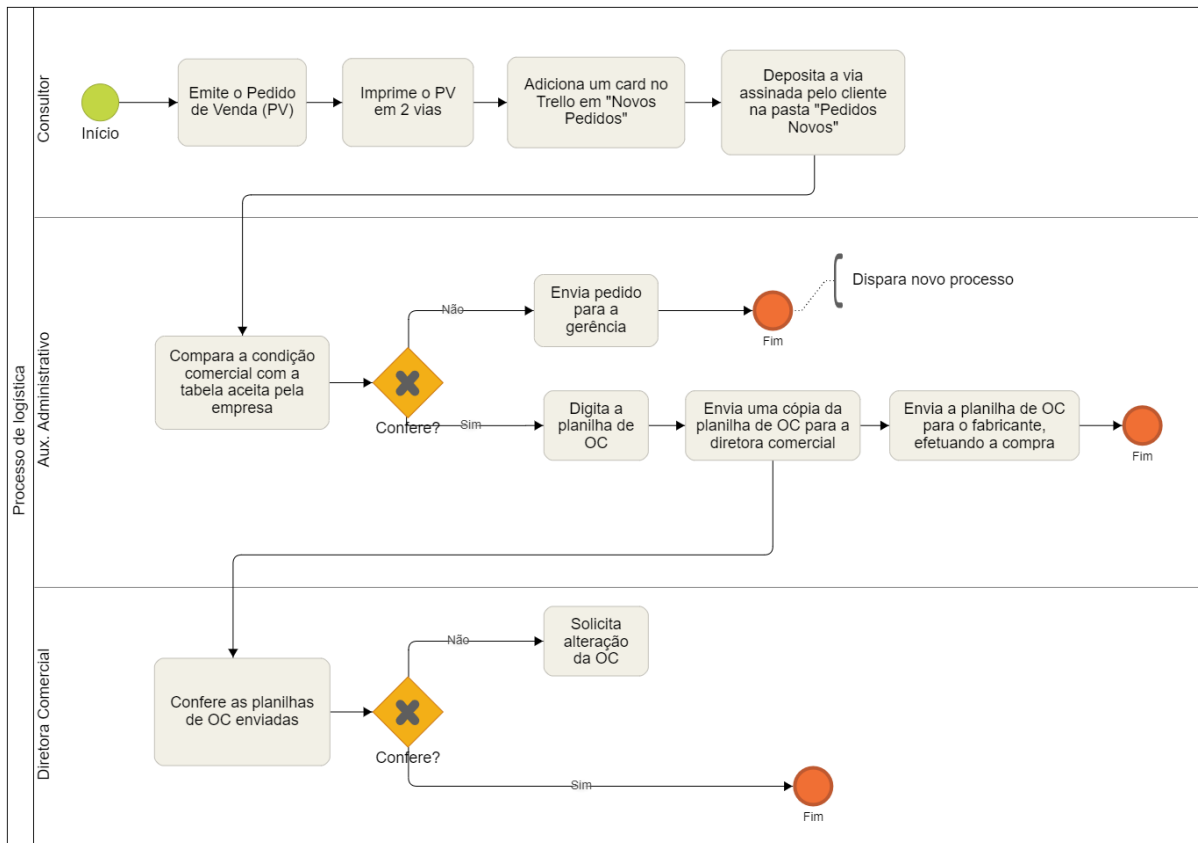 Processo de logística
Consultor
Início
Emite o Pedido
de Venda (PV)
Imprime o PV
em 2 vias
Adiciona um card no
Trello em "Novos
Pedidos"
Deposita a via
assinada pelo cliente
na pasta "Pedidos
Novos"
Aux. Administrativo
Compara a condição
comercial com a
tabela aceita pela
empresa
Confere?
Não
Envia pedido
para a
gerência
Fim
Dispara novo processo
Sim
Digita a
planilha de
OC
Envia uma cópia da
planilha de OC para a
diretora comercial
Envia a planilha de OC
para o fabricante,
efetuando a compra
Fim
Diretora Comercial
Confere as planilhas
de OC enviadas
Confere?
Não
Solicita
alteração
da OC
Sim
Fim